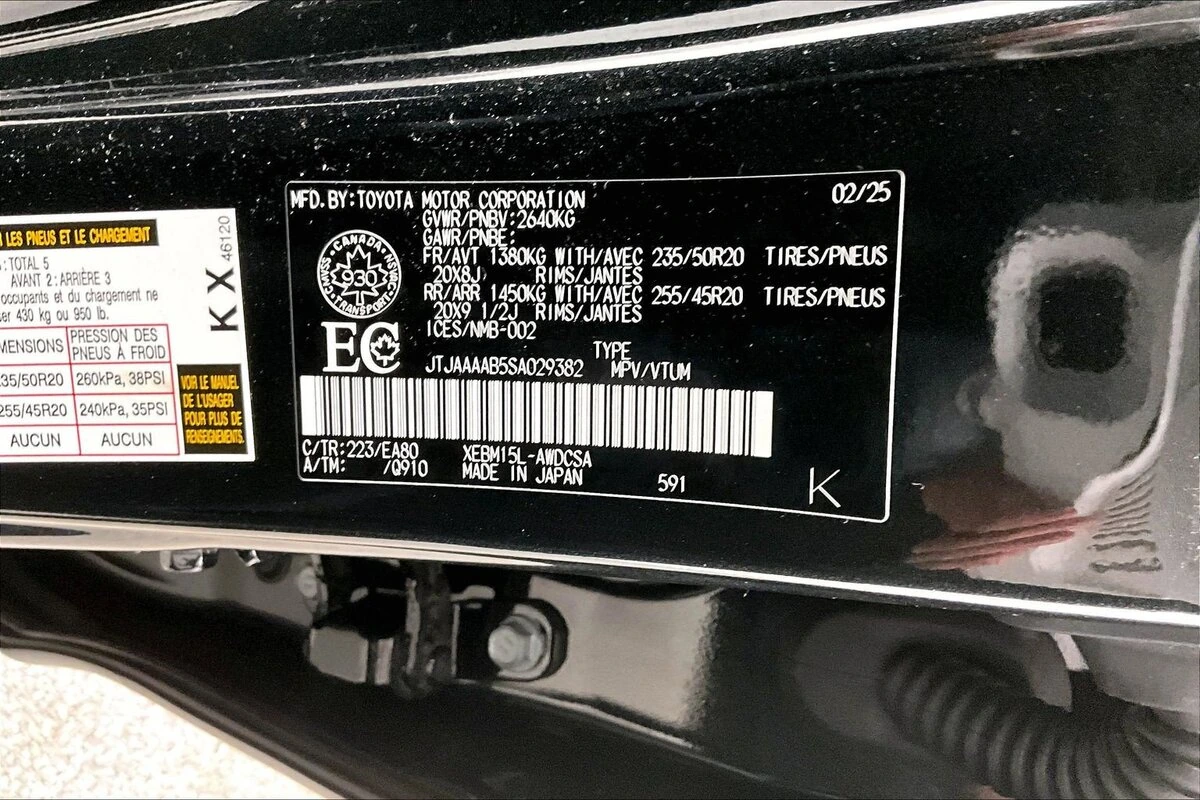 LES PNEUS ET LE CHARGEMENT
: TOTAL 5
AVANT 2: ARRIÈRE 3
occupants et du chargement ne
430 kg ou 950 lb.
PRESSION DES
PNEUS À FROID
35/50R20 260kPa, 38PSI
255/45R20 240kPa, 35PSI
AUCUN AUCUN
KX 46120
VOIR LE MANUEL
DE L'USAGER
POUR PLUS DE
RENSEIGNEMENTS.
MFD. BY: TOYOTA MOTOR CORPORATION 02/25
GVWR/PNBV: 2640KG
GAWR/PNBE:
FR/AVT 1380KG WITH/AVEC 235/50R20 TIRES/PNEUS
20X8J RIMS/JANTES
RR/ARR 1450KG WITH/AVEC 255/45R20 TIRES/PNEUS
20X9 1/2J RIMS/JANTES
ICES/NMB-002
CANADA
NSVAC
TRANSPORT
CMVSS
930
EC
TYPE
JTJAAAAB5SA029382 MPV/VTUM
C/TR: 223/EA80 XEBM15L-AWDCSA
A/TM: /Q910 MADE IN JAPAN 591
K